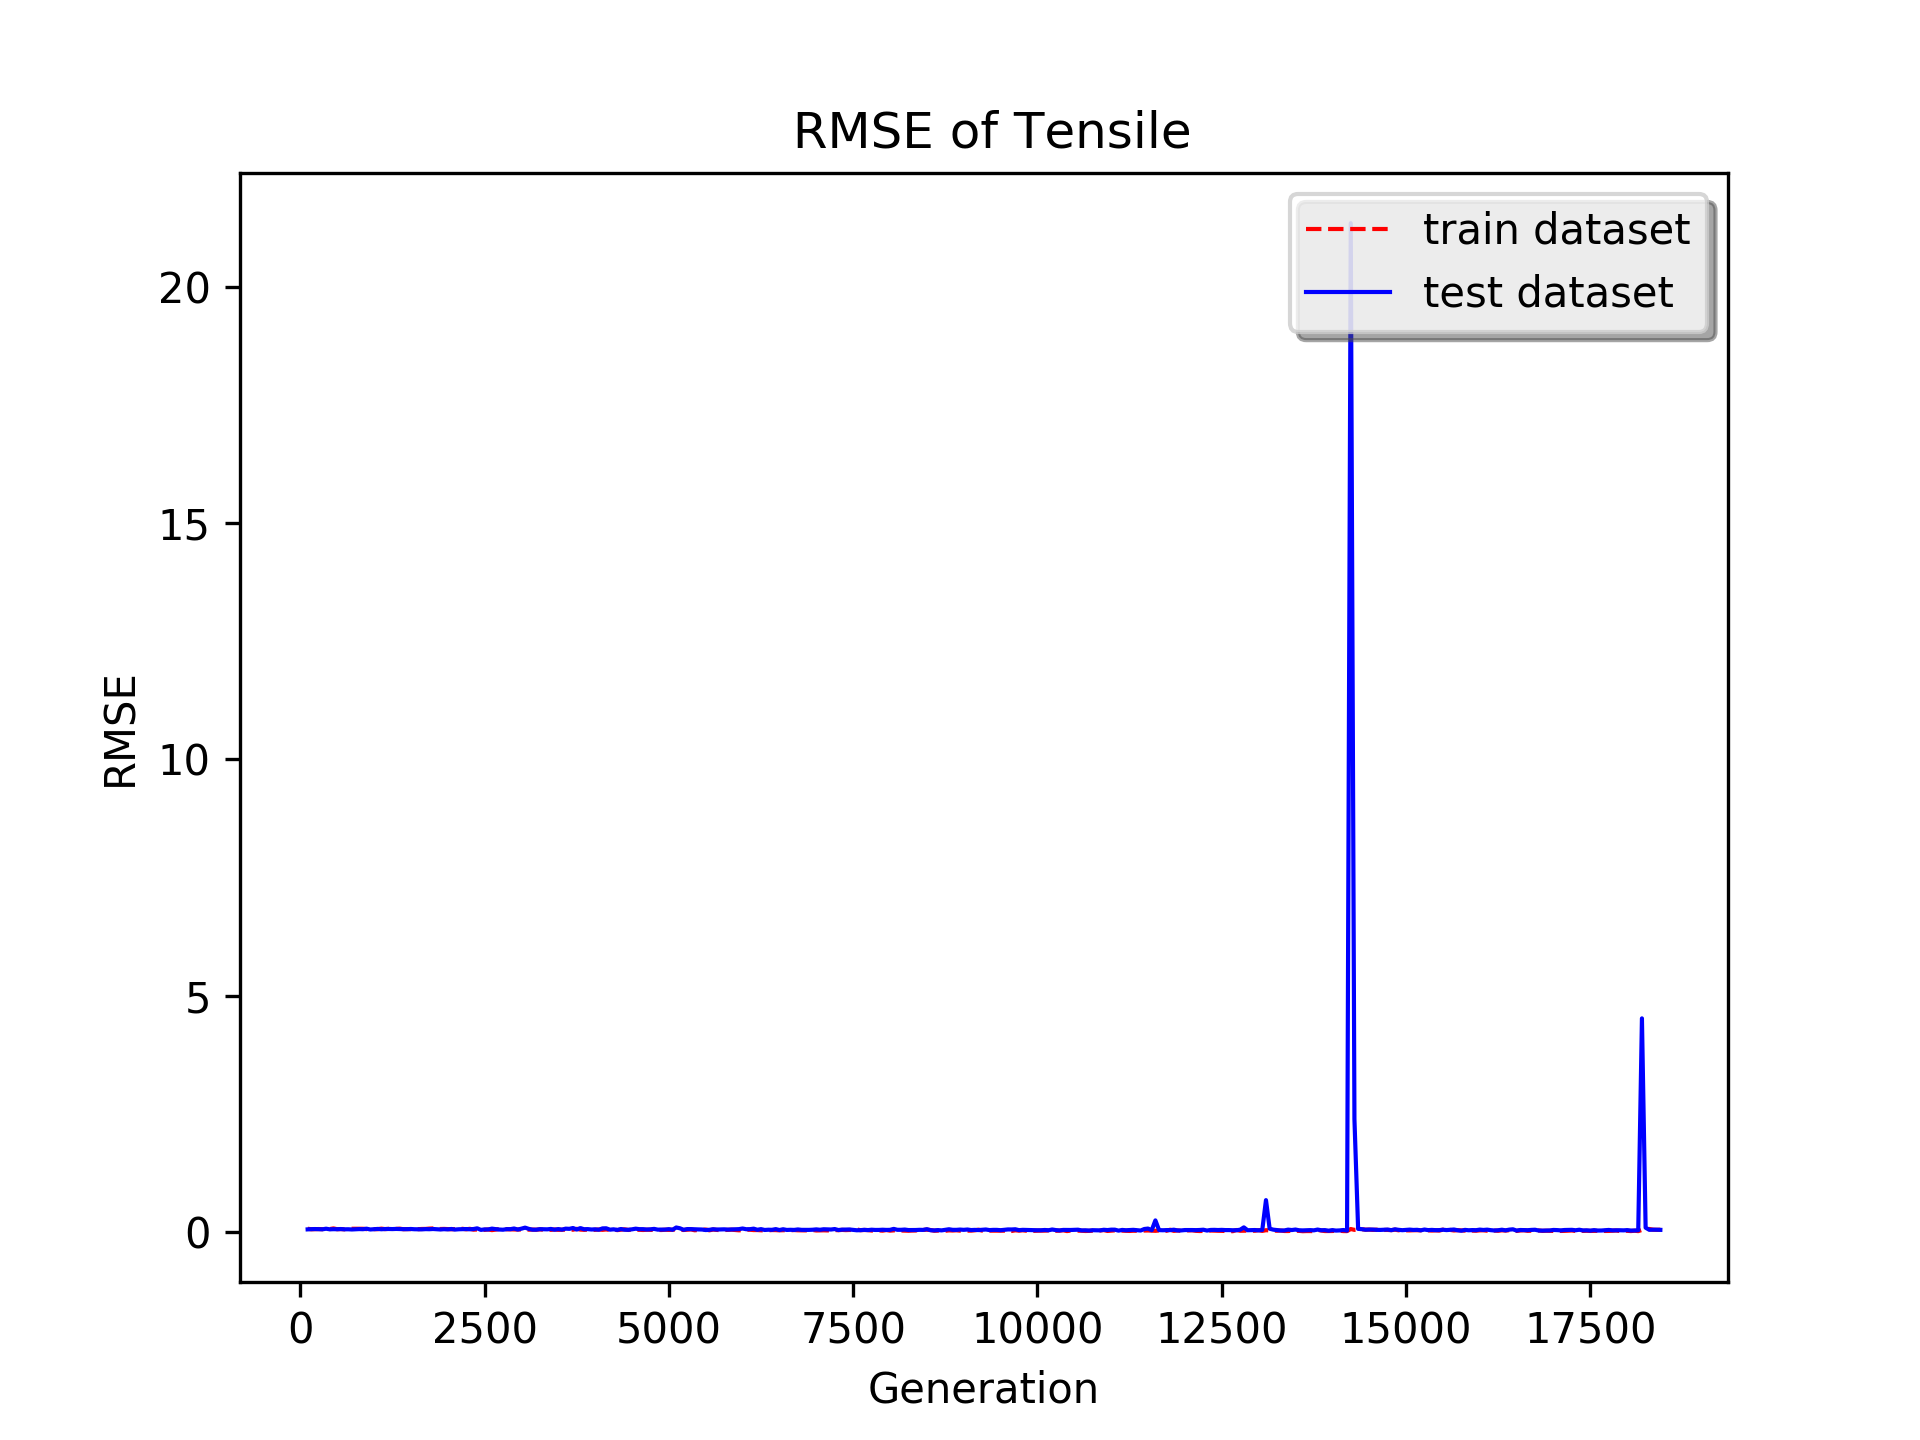 RMSE of Tensile
train dataset
test dataset
20
15
10
5
0
RMSE
0 2500 5000 7500 10000 12500 15000 17500
Generation